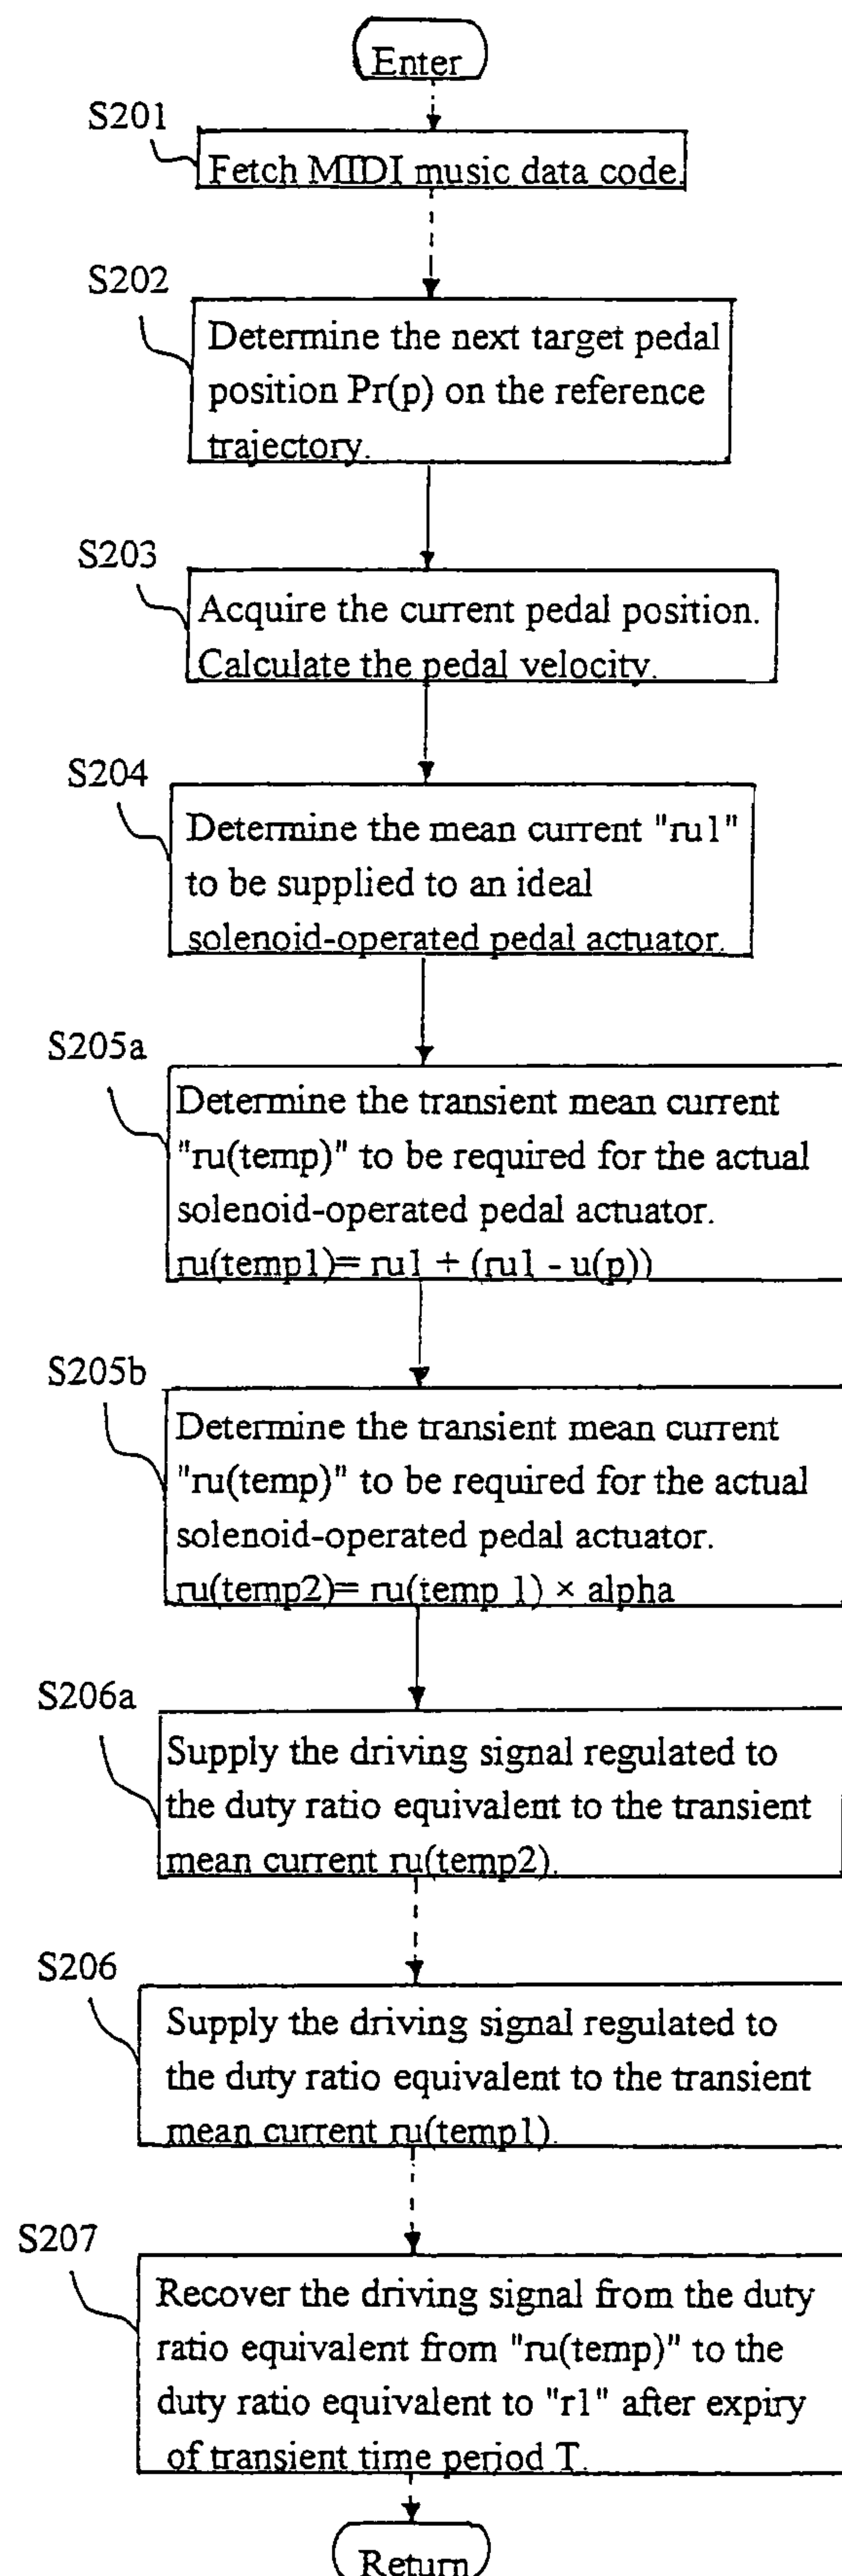 Enter
S201
Fetch MIDI music data code.
S202
Determine the next target pedal
position Pr(p) on the reference
trajectory.
S203
Acquire the current pedal position.
Calculate the pedal velocity.
S204
Determine the mean current "ru1"
to be supplied to an ideal
solenoid-operated pedal actuator.
S205a
Determine the transient mean current
"ru(temp)" to be required for the actual
solenoid-operated pedal actuator.
ru(temp1)= ru1 + (ru1 - u(p))
S205b
Determine the transient mean current
"ru(temp)" to be required for the actual
solenoid-operated pedal actuator.
ru(temp2)= ru(temp 1) × alpha
S206a
Supply the driving signal regulated to
the duty ratio equivalent to the transient
mean current ru(temp2).
S206
Supply the driving signal regulated to
the duty ratio equivalent to the transient
mean current ru(temp1).
S207
Recover the driving signal from the duty
ratio equivalent from "ru(temp)" to the
duty ratio equivalent to "r1" after expiry
of transient time period T.
Return